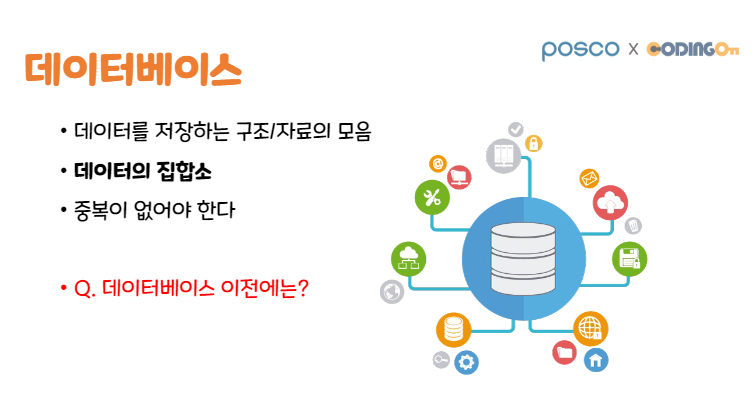 posco x CODINGOn
데이터베이스
• 데이터를 저장하는 구조/자료의 모음
• 데이터의 집합소
• 중복이 없어야 한다
• Q. 데이터베이스 이전에는?